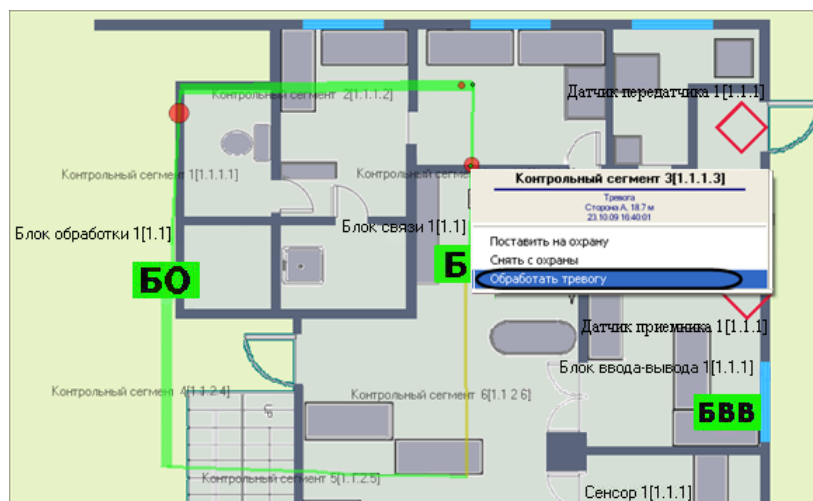 Контрольный сегмент 2[1.1.1.2]
Датчик передатчика 1[1.1.1]
Контрольный сегмент 1[1.1.1.1]
Контрольный сегм
Контрольный сегмент 3[1.1.1.3]
Тревога
Сторона А, 18.7 м
23.10.09 16:40:01
Поставить на охрану
Снять с охраны
Обработать тревогу
Блок обработки 1[1.1]
Блок связи 1[1.1]
БО
Б
Датчик приемника 1[1.1.1]
Блок ввода-вывода 1[1.1.1]
Контрольный сегмент 4[1.1.2.4]
Контрольный сегмент 6[1.1.2.6]
БВВ
Контрольный сегмент 5[1.1.2.5]
Сенсор 1[1.1.1]